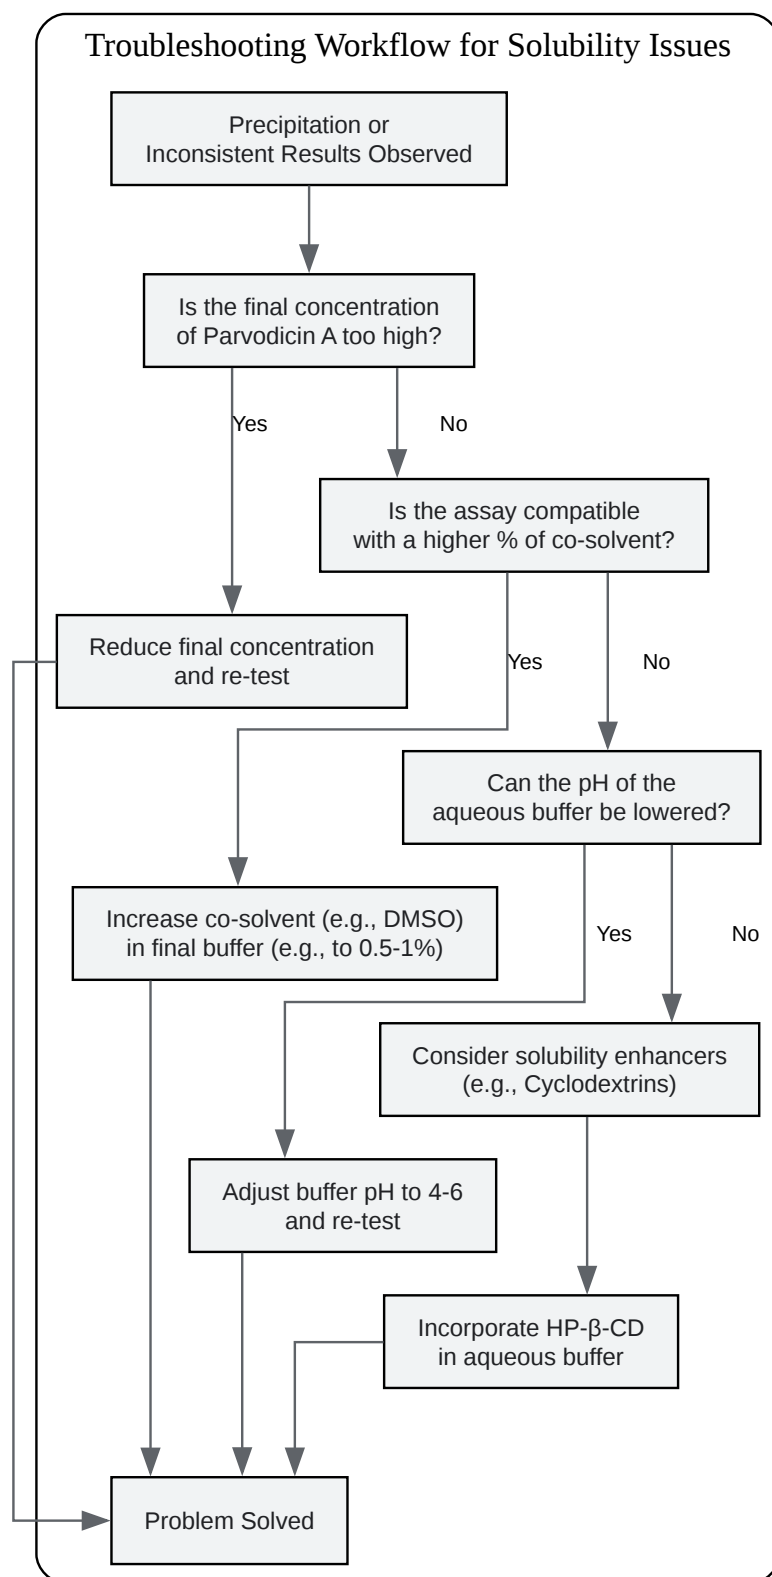 Troubleshooting Workflow for Solubility Issues
Precipitation or
Inconsistent Results Observed
Is the final concentration
of Parvodicin A too high?
Yes
No
Is the assay compatible
with a higher % of co-solvent?
Reduce final concentration
and re-test
Yes
No
Can the pH of the
aqueous buffer be lowered?
Increase co-solvent (e.g., DMSO)
in final buffer (e.g., to 0.5-1%)
Yes
No
Consider solubility enhancers
(e.g., Cyclodextrins)
Adjust buffer pH to 4-6
and re-test
Incorporate HP-β-CD
in aqueous buffer
Problem Solved